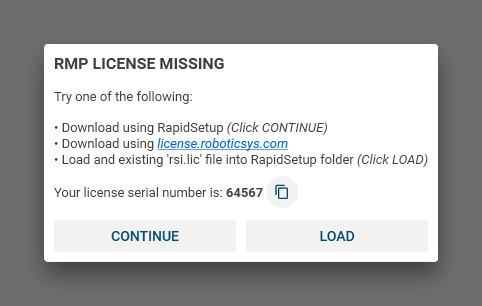 RMP LICENSE MISSING
Try one of the following:
• Download using RapidSetup (Click CONTINUE)
• Download using license.roboticsys.com
• Load and existing 'rsi.lic' file into RapidSetup folder (Click LOAD)
Your license serial number is: 64567
CONTINUE
LOAD